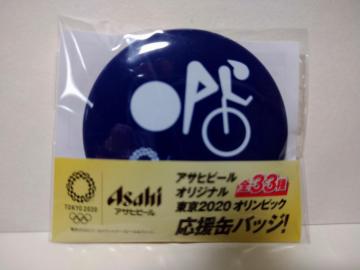 アサヒビール
オリジナル 全33種
東京2020 オリンピック
応援缶バッジ!
TOKYO 2020
Asahi
アサヒビール